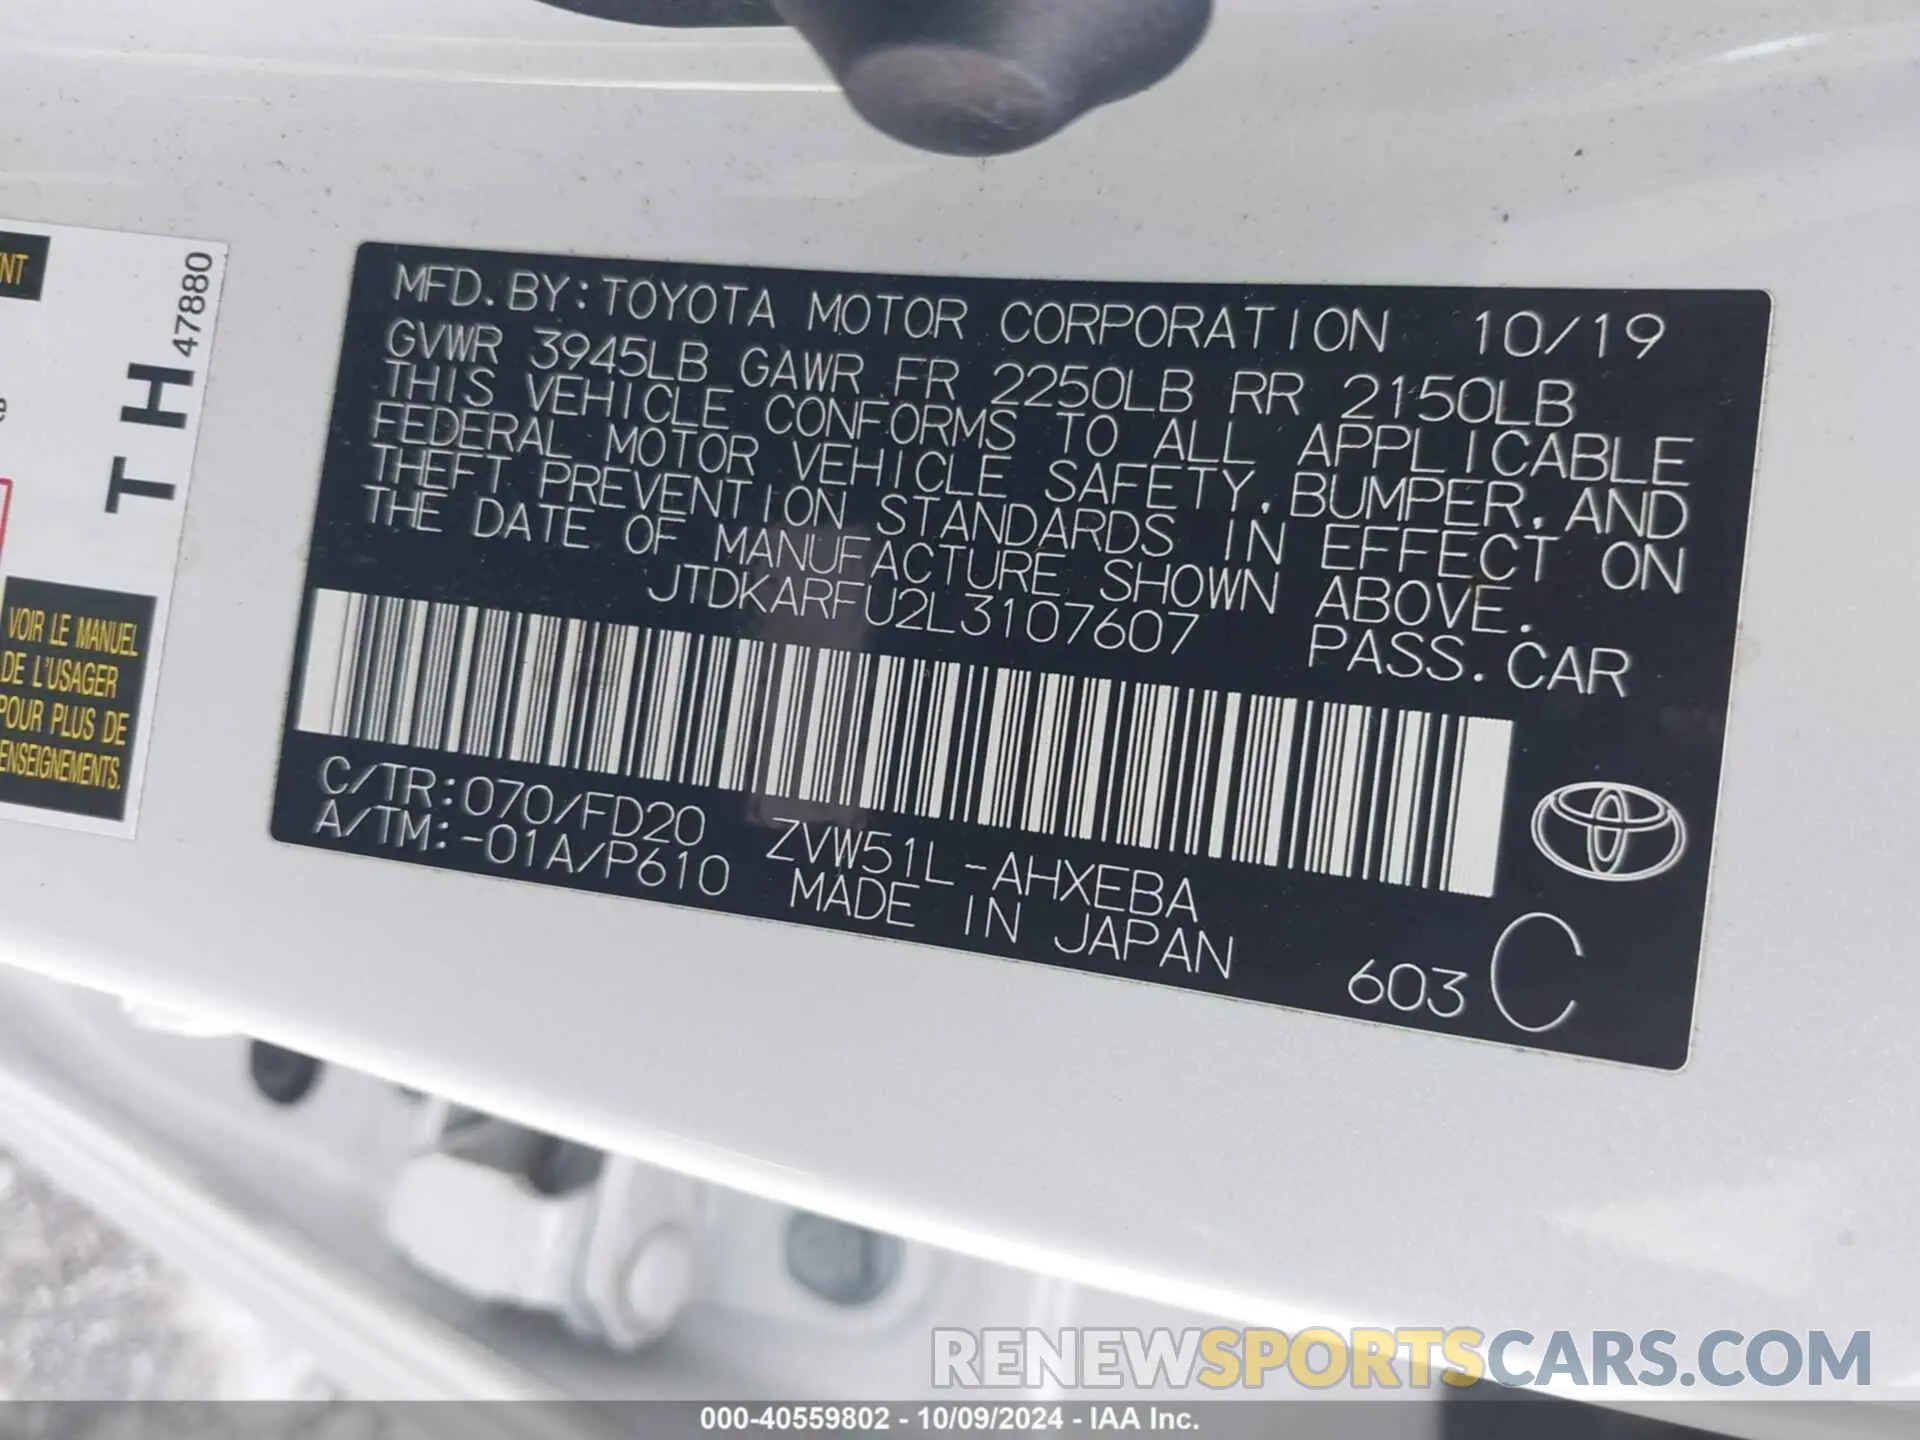 MFD. BY: TOYOTA MOTOR CORPORATION 10/19
GVWR 3945LB GAWR FR 2250LB RR 2150LB
THIS VEHICLE CONFORMS TO ALL APPLICABLE
FEDERAL MOTOR VEHICLE SAFETY, BUMPER, AND
THEFT PREVENTION STANDARDS IN EFFECT ON
THE DATE OF MANUFACTURE SHOWN ABOVE.
JTDKARFU2L3107607 PASS. CAR
C/TR:070/FD20 ZVW51L-AHXEBA
A/TM:-01A/P610 MADE IN JAPAN
603 C
TH
47880
VOIR LE MANUEL
DE L'USAGER
POUR PLUS DE
RENEWSPORTSCARS.COM
000-40559802 - 10/09/2024 - IAA Inc.